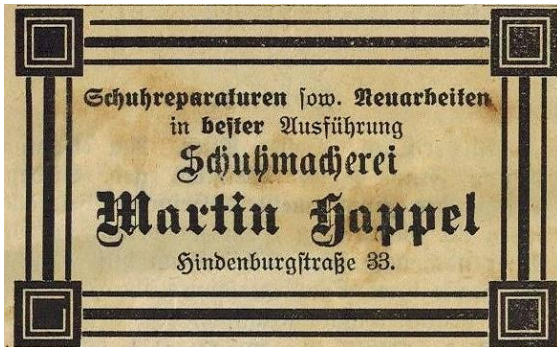 Schuhreparaturen sow. Neuarbeiten
in bester Ausführung
Schuhmacherei
Martin Happel
Hindenburgstraße 33.